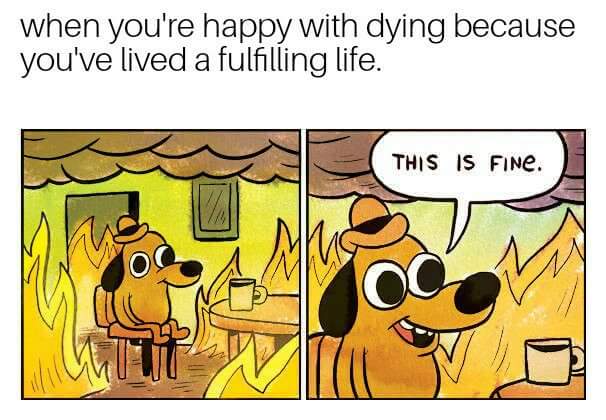 when you're happy with dying because
you've lived a fulfilling life.
THIS IS FINE.